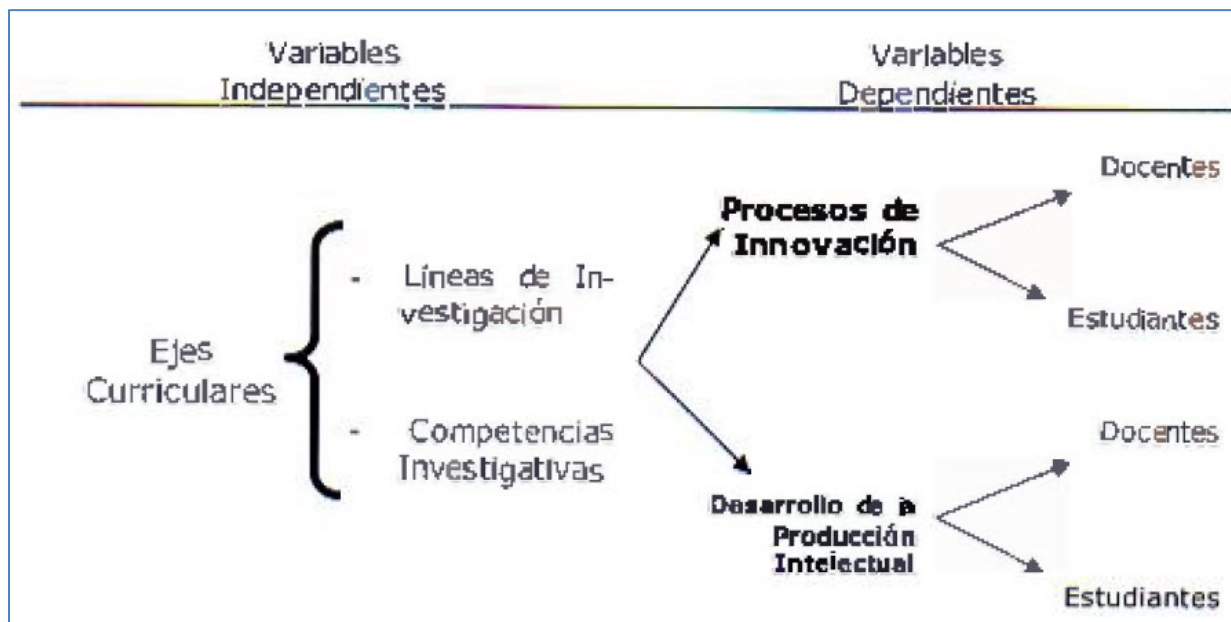 Variables
Independientes
Variables
Dependientes
Docentes
Procesos de
Innovación
- Líneas de In-
vestigación
Estudiantes
Ejes
Curriculares
- Competencias
Investigativas
Docentes
Desarrollo de la
Producción
Intelectual
Estudiantes